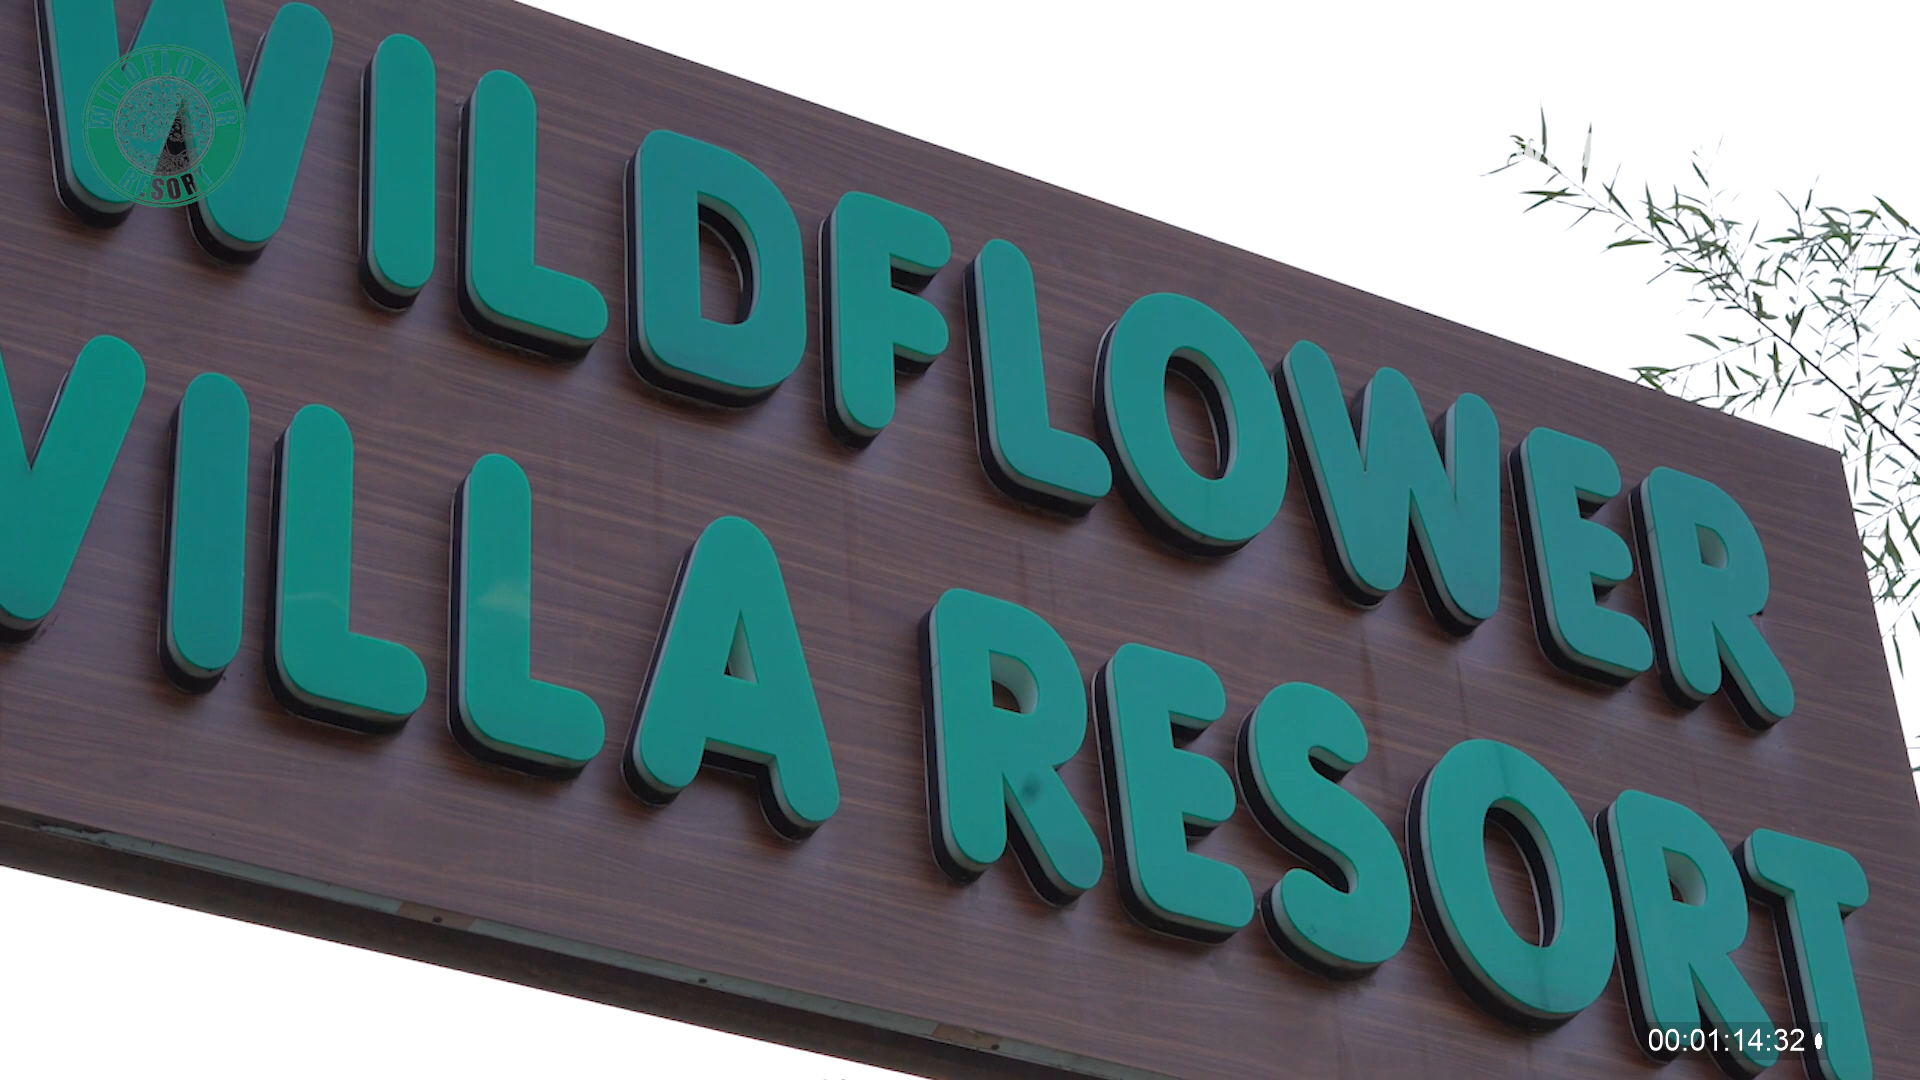 WILDFLOWER
VILLA RESORT
WILDFLOWER
RESORT
00:01:14:32